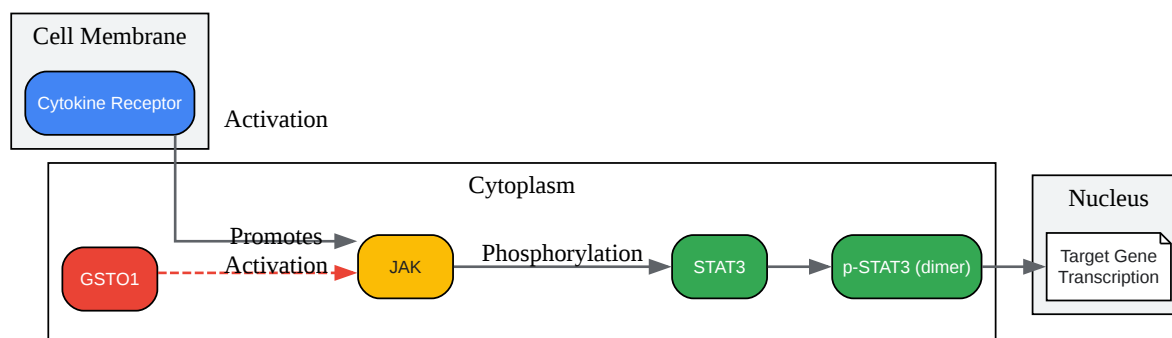 Cell Membrane
Cytokine Receptor
Activation
Cytoplasm
Nucleus
Promotes
Activation
GSTO1
JAK
Phosphorylation
STAT3
p-STAT3 (dimer)
Target Gene
Transcription